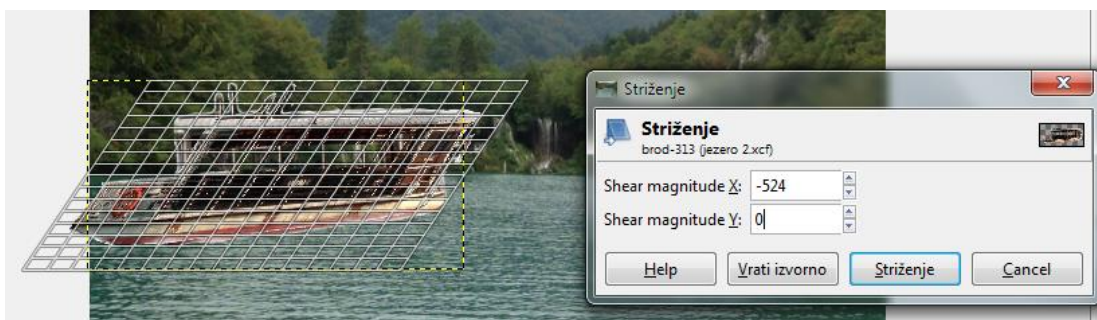 Striženje
Striženje
brod-313 (jezero 2.xcf)
Shear magnitude X: -524
Shear magnitude Y: 0
Help Vrati izvorno Striženje Cancel